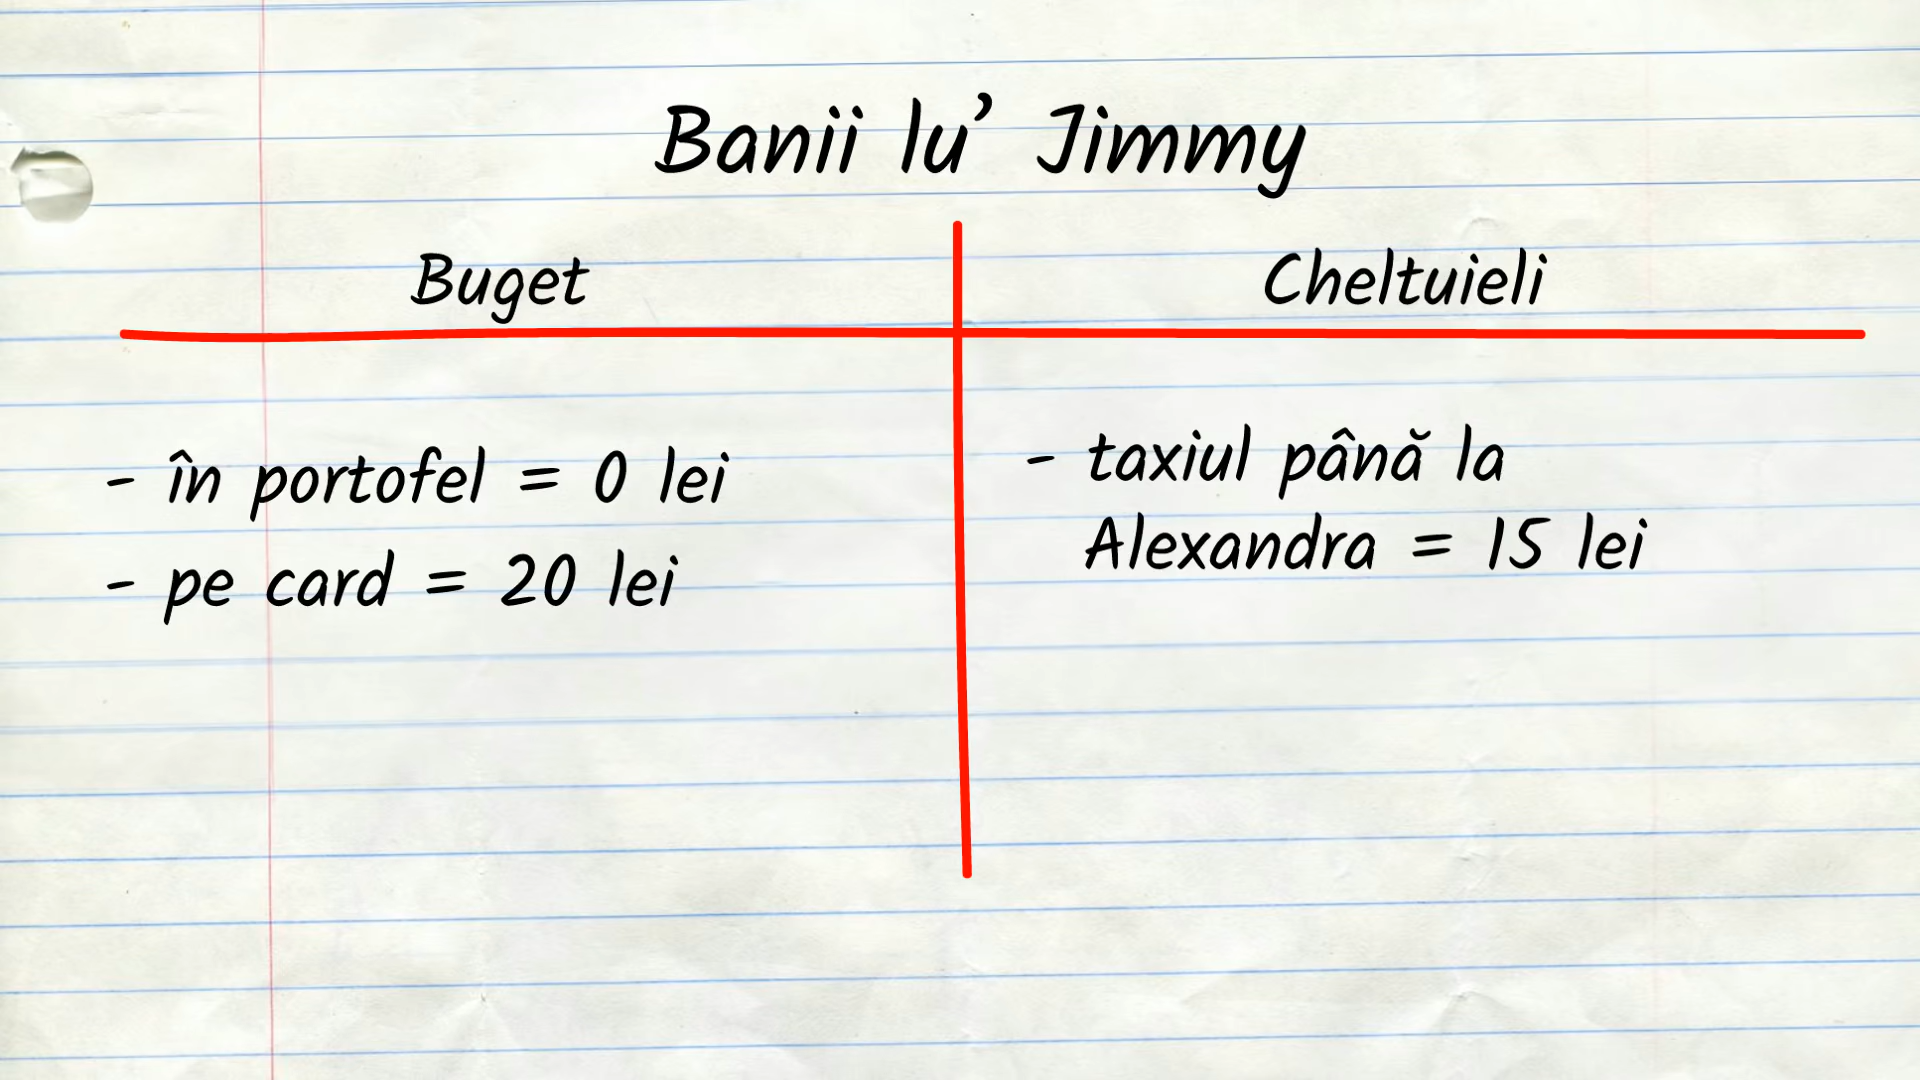 Banii lu' Jimmy
Buget
Cheltuieli
- în portofel = 0 lei
- pe card = 20 lei
- taxiul până la
Alexandra = 15 lei